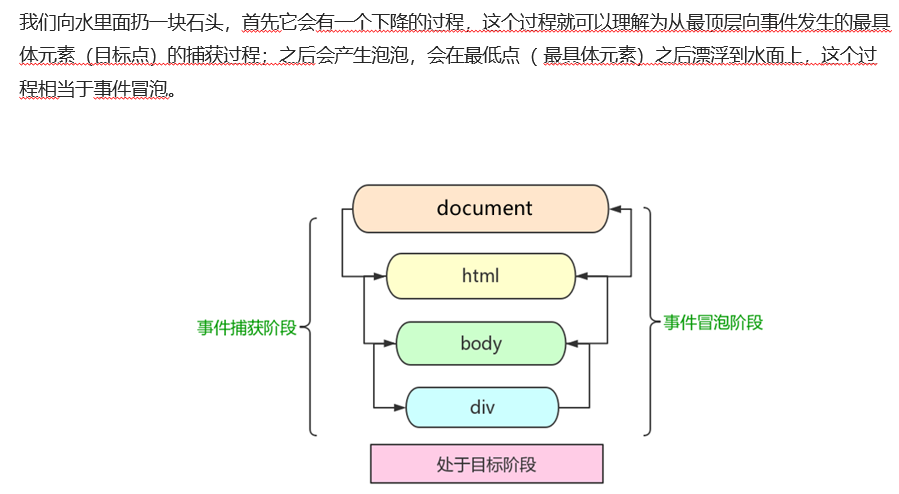 我们向水里面扔一块石头，首先它会有一个下降的过程，这个过程就可以理解为从最顶层向事件发生的最具
体元素（目标点）的捕获过程；之后会产生泡泡，会在最低点（ 最具体元素）之后漂浮到水面上，这个过
程相当于事件冒泡。
document
html
事件捕获阶段
事件冒泡阶段
body
div
处于目标阶段